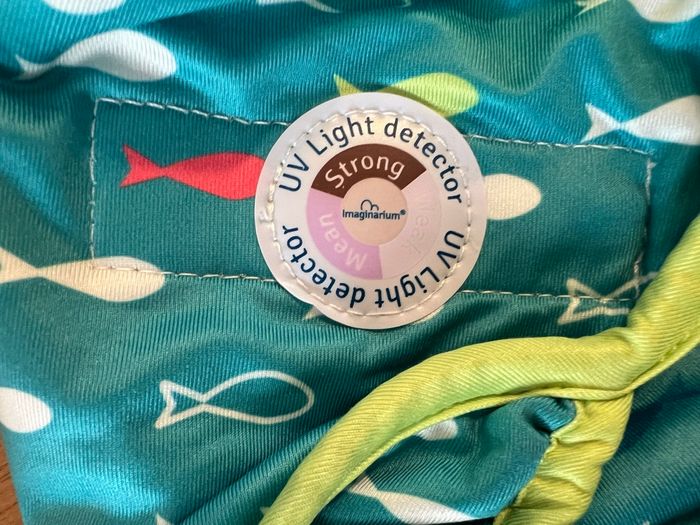 UV Light detector
Strong
Weak
Mean
Imaginarium®
UV Light detector